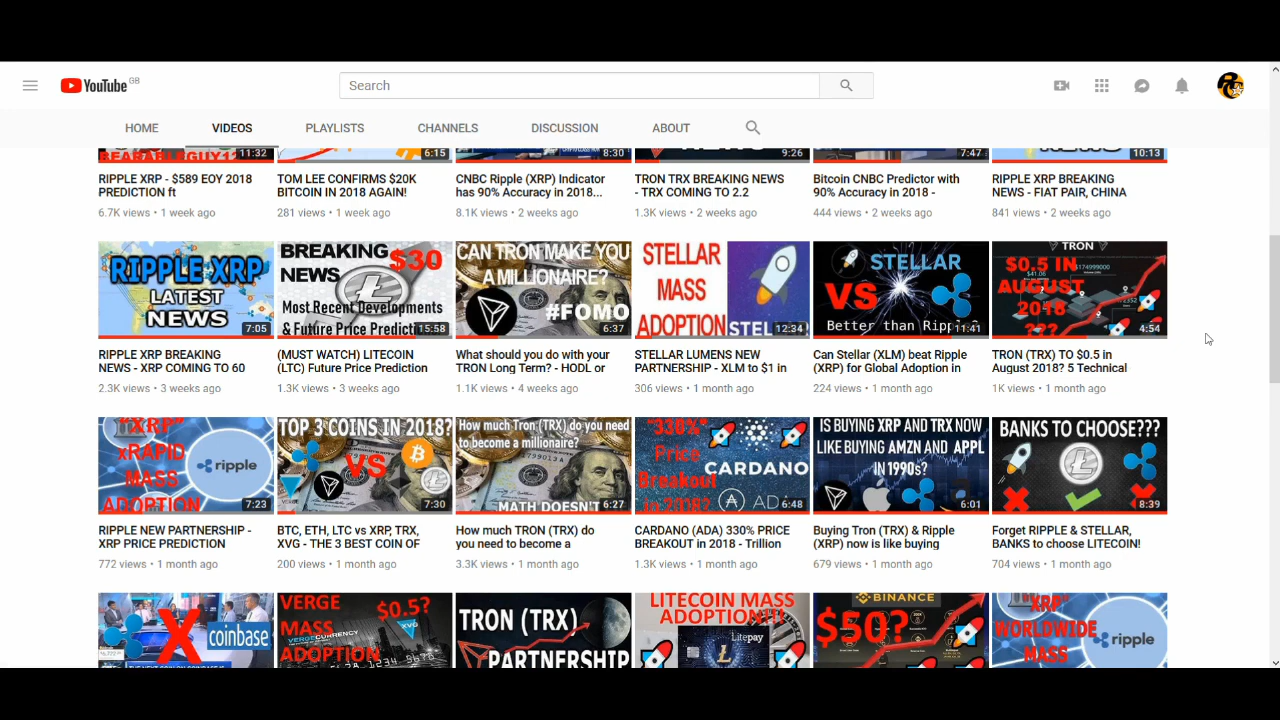 YouTube GB
Search
HOME VIDEOS PLAYLISTS CHANNELS DISCUSSION ABOUT
11:32 6:15 8:30 9:26 7:47 10:13
RIPPLE XRP - $589 EOY 2018
PREDICTION ft
6.7K views • 1 week ago
TOM LEE CONFIRMS $20K
BITCOIN IN 2018 AGAIN!
281 views • 1 week ago
CNBC Ripple (XRP) Indicator
has 90% Accuracy in 2018...
8.1K views • 2 weeks ago
TRON TRX BREAKING NEWS
- TRX COMING TO 2.2
1.3K views • 2 weeks ago
Bitcoin CNBC Predictor with
90% Accuracy in 2018 -
444 views • 2 weeks ago
RIPPLE XRP BREAKING
NEWS - FIAT PAIR, CHINA
841 views • 2 weeks ago
RIPPLE XRP
LATEST
NEWS
7:05
RIPPLE XRP BREAKING
NEWS - XRP COMING TO 60
2.3K views • 3 weeks ago
BREAKING $30
NEWS
Most Recent Developments
& Future Price Predicti
15:58
(MUST WATCH) LITECOIN
(LTC) Future Price Prediction
1.3K views • 3 weeks ago
CAN TRON MAKE YOU
A MILLIONAIRE?
#FOMO
6:37
What should you do with your
TRON Long Term? - HODL or
1.1K views • 4 weeks ago
STELLAR
MASS
ADOPTION STEL
12:34
STELLAR LUMENS NEW
PARTNERSHIP - XLM to $1 in
306 views • 1 month ago
STELLAR
VS
Better than Ripp
11:41
Can Stellar (XLM) beat Ripple
(XRP) for Global Adoption in
224 views • 1 month ago
TRON
$0.5 IN
AUGUST
2018
???
4:54
TRON (TRX) TO $0.5 in
August 2018? 5 Technical
1K views • 1 month ago
"XRP"
xRAPID
MASS
ADOPTION
ripple
7:23
RIPPLE NEW PARTNERSHIP -
XRP PRICE PREDICTION
772 views • 1 month ago
TOP 3 COINS IN 2018?
VS
7:30
BTC, ETH, LTC vs XRP, TRX,
XVG - THE 3 BEST COIN OF
200 views • 1 month ago
How much Tron (TRX) do you need
to become a millionaire?
MATH DOESN'T
6:27
How much TRON (TRX) do
you need to become a
3.3K views • 1 month ago
"330%"
Price
Breakout
in 2018?
CARDANO
ADA
6:48
CARDANO (ADA) 330% PRICE
BREAKOUT in 2018 - Trillion
1.3K views • 1 month ago
IS BUYING XRP AND TRX NOW
LIKE BUYING AMZN AND APPL
IN 1990s?
6:01
Buying Tron (TRX) & Ripple
(XRP) now is like buying
679 views • 1 month ago
BANKS TO CHOOSE???
8:39
Forget RIPPLE & STELLAR,
BANKS to choose LITECOIN!
704 views • 1 month ago
coinbase
VERGE $0.5?
MASS
ADOPTION
TRON (TRX)
PARTNERSHIP
LITECOIN MASS
ADOPTION!!!
Litepay
BINANCE
$50?
"XRP"
WORLDWIDE
MASS
ripple